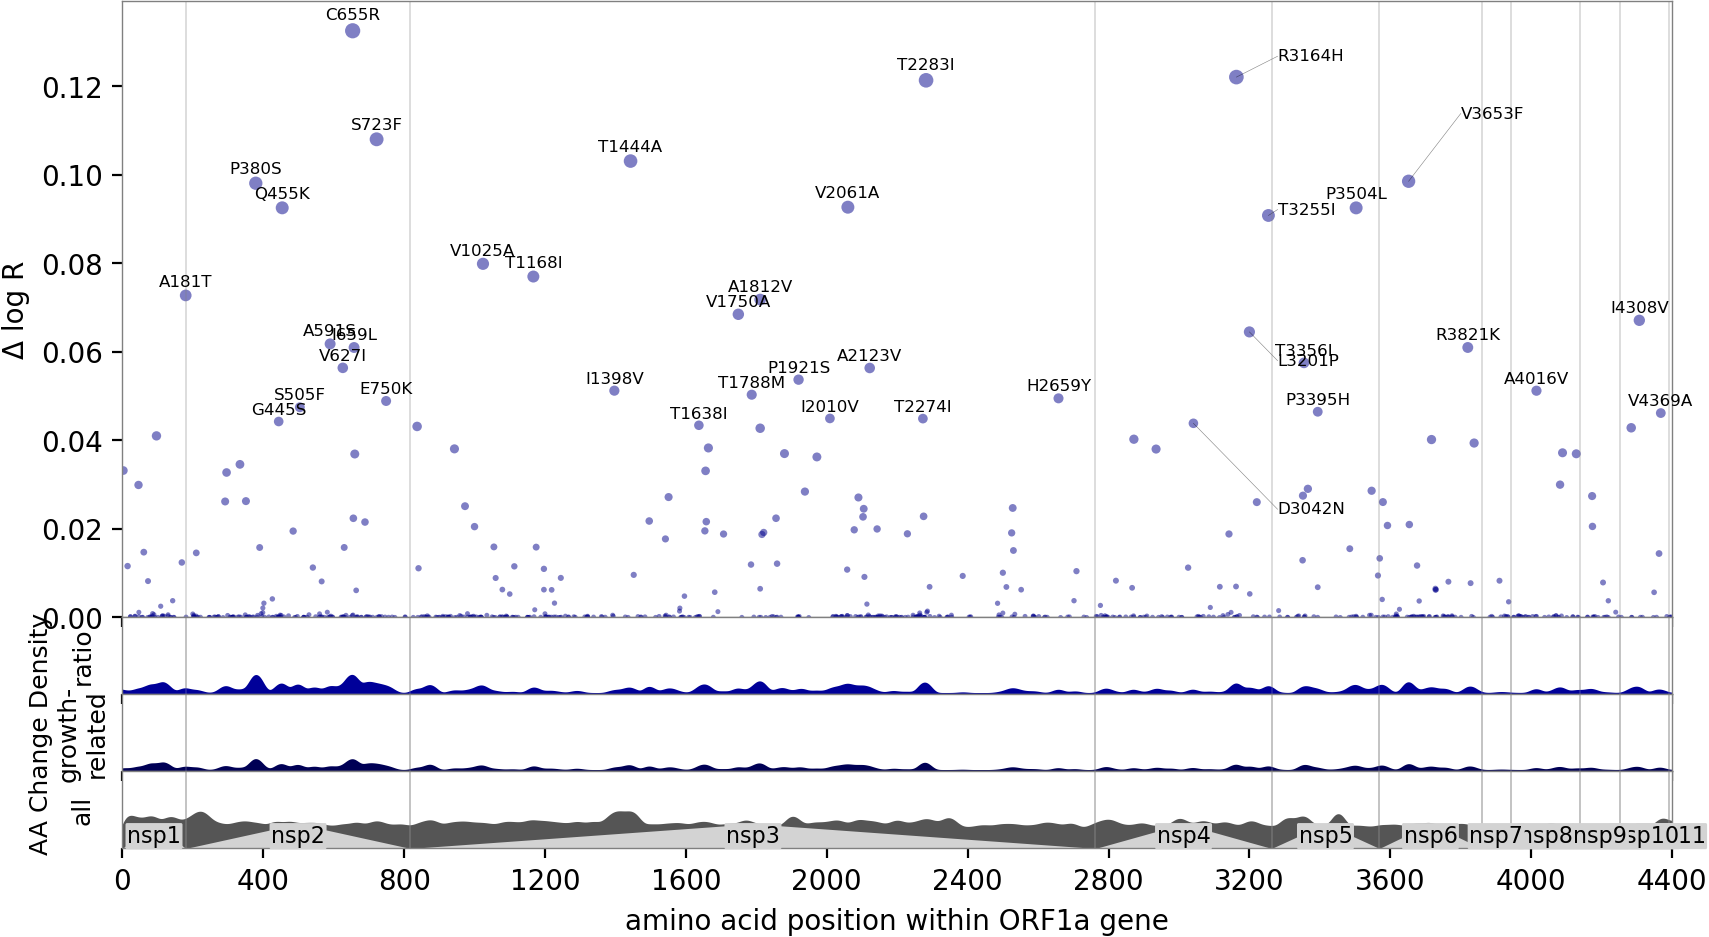 C655R
R3164H
T2283I
0.12
V3653F
S723F
T1444A
0.10
P380S
Q455K
V2061A
P3504L
T3255I
V1025A
T1168I
0.08
A181T
A1812V
V1750A
I4308V
A591S
I659L
R3821K
Δ log R
0.06
V627I
A2123V
T3356I
L3201P
P1921S
I1398V
T1788M
A4016V
H2659Y
E750K
S505F
P3395H
V4369A
G445S
T1638I
I2010V
T2274I
0.04
D3042N
0.02
0.00
AA Change Density
ratio
growth-
related
all
nsp1 nsp2 nsp3 nsp4 nsp5 nsp6 nsp7 nsp8 nsp9 sp1011
0 400 800 1200 1600 2000 2400 2800 3200 3600 4000 4400
amino acid position within ORF1a gene